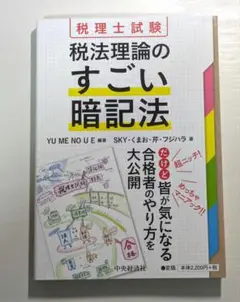 税理士試験
税法理論の
すごい
暗記法
YU ME NO U E 編著 SKY・くまお・芹・フジハラ 著
超ニッチ!
めっちゃ
マニアック!!
だけど皆が気になる
合格者のやり方を
大公開
合格
中央経済社
●定価 本体2,200円+税